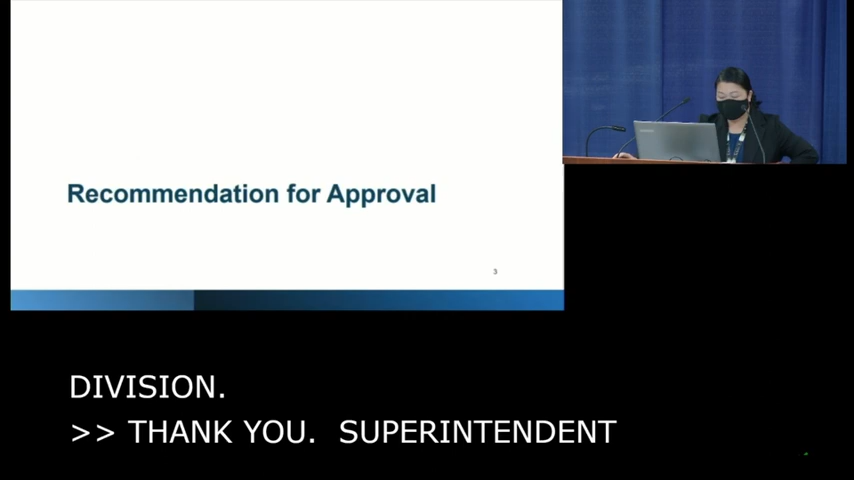 Recommendation for Approval
3
DIVISION.
>> THANK YOU.  SUPERINTENDENT